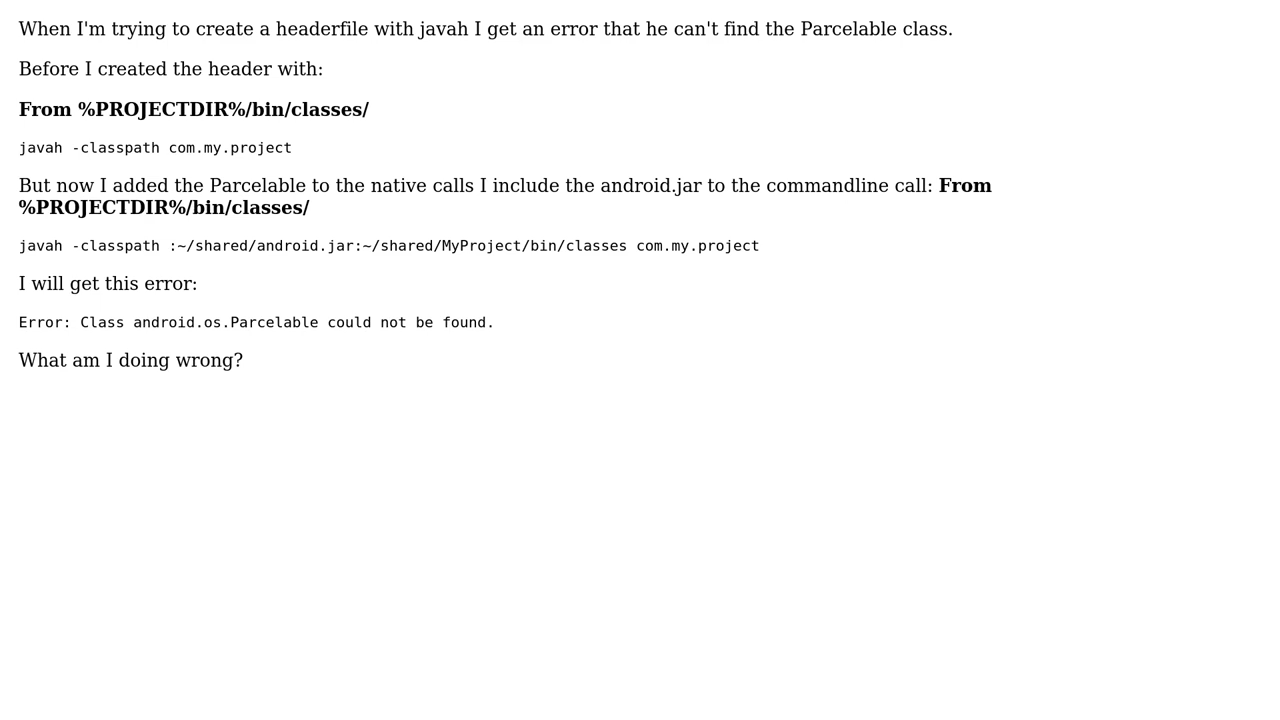 When I'm trying to create a headerfile with javah I get an error that he can't find the Parcelable class.
Before I created the header with:
From %PROJECTDIR%/bin/classes/
javah -classpath com.my.project
But now I added the Parcelable to the native calls I include the android.jar to the commandline call: From
%PROJECTDIR%/bin/classes/
javah -classpath :~/shared/android.jar:~/shared/MyProject/bin/classes com.my.project
I will get this error:
Error: Class android.os.Parcelable could not be found.
What am I doing wrong?